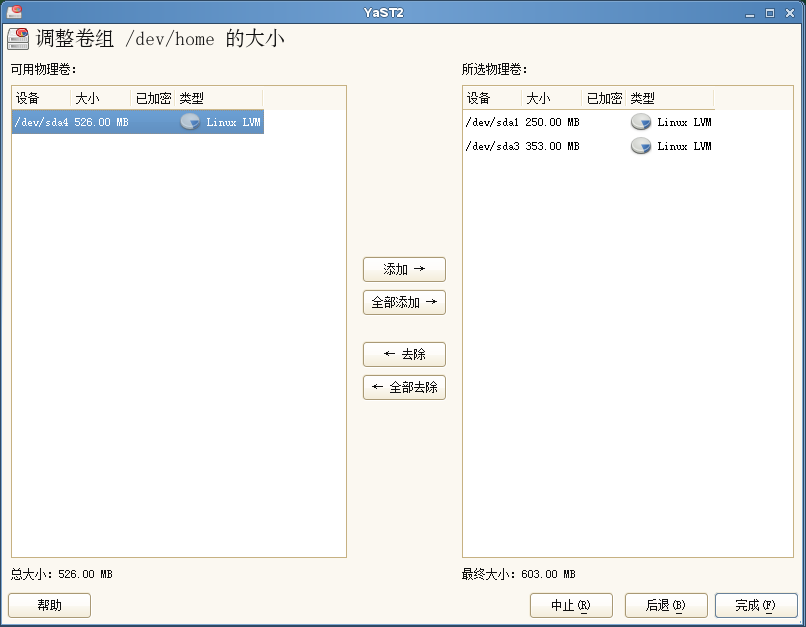 YaST2
调整卷组 /dev/home 的大小
可用物理卷：
设备 大小 已加密 类型
/dev/sda4 526.00 MB Linux LVM
总大小：526.00 MB
添加 →
全部添加 →
← 去除
← 全部去除
所选物理卷：
设备 大小 已加密 类型
/dev/sda1 250.00 MB Linux LVM
/dev/sda3 353.00 MB Linux LVM
最终大小：603.00 MB
帮助
中止(R)
后退(B)
完成(F)